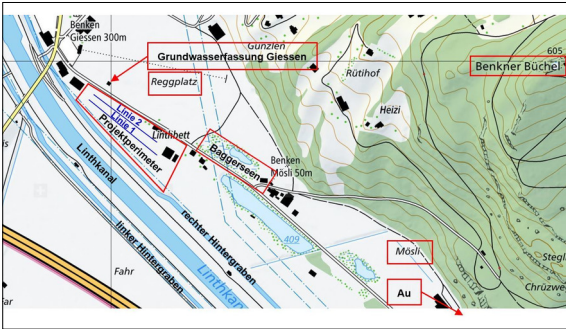 Benken
Giessen 300m
Gunzlen
605
Grundwasserfassung Giessen
Reggplatz
Rütihof
Benkner Büchel
Heizi
Linie 2
Linie 1
Linthbett
Projektperimeter
Baggerseen
Benken
Mösli 50m
Linthkanal
rechter Hintergraben
409
linker Hintergraben
Linthkanal
Fahr
Mösli
Au
Stegli
Chrüzwe